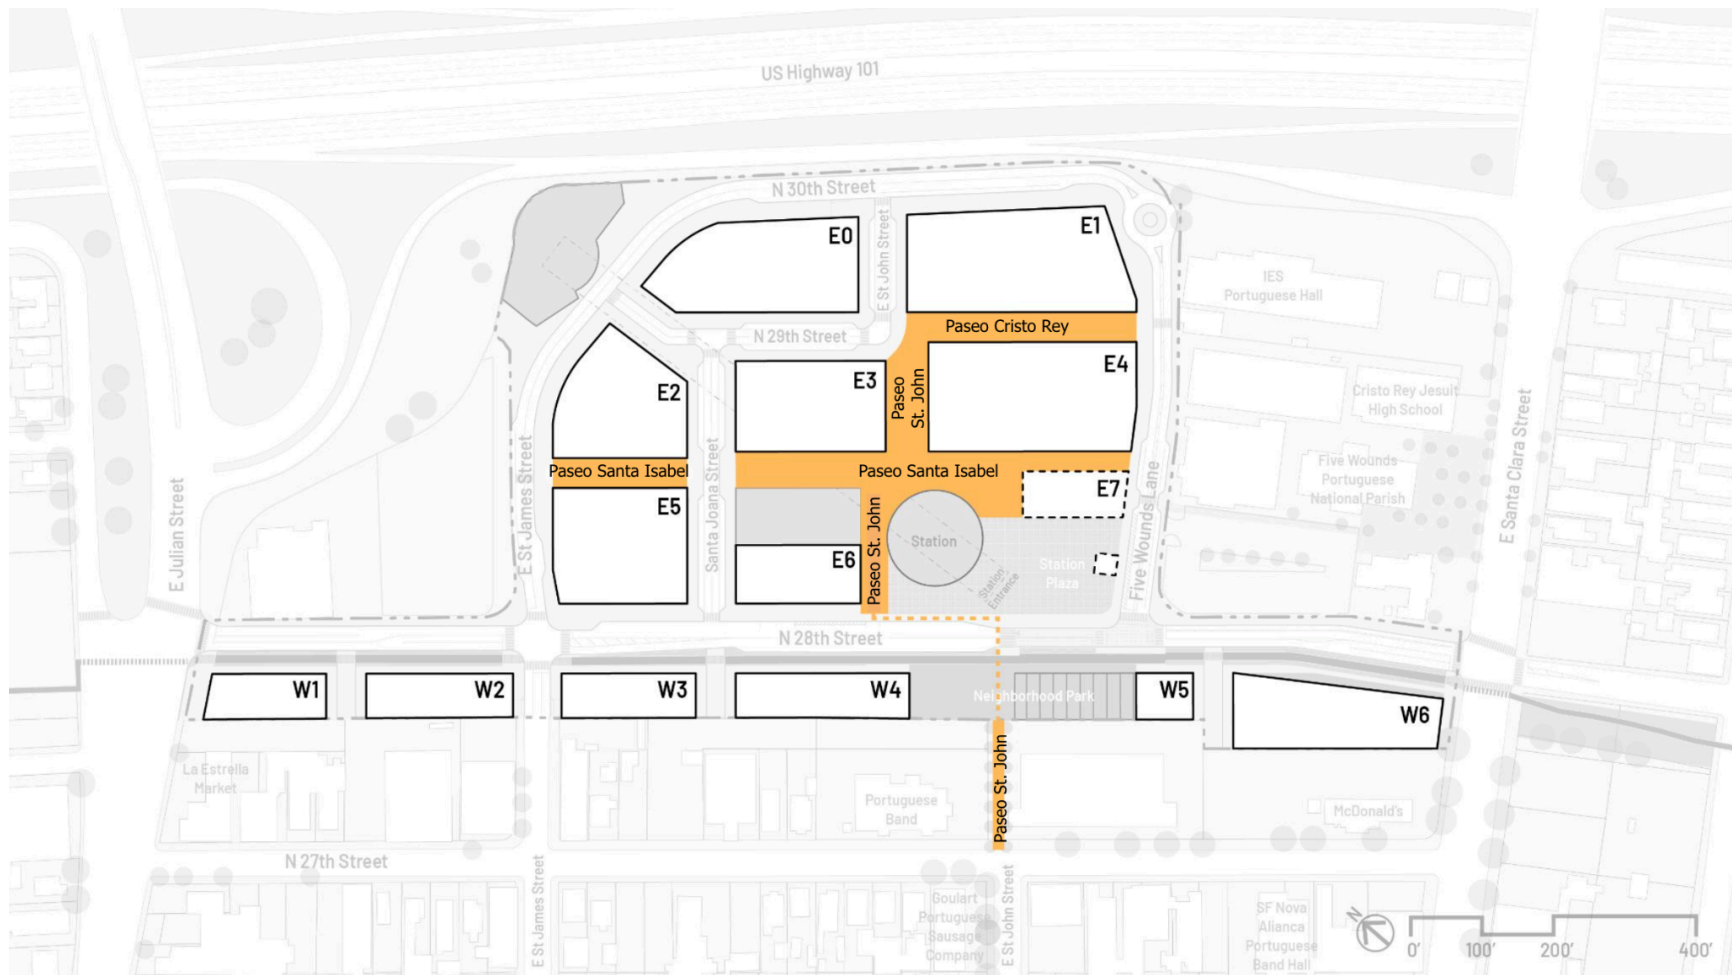 US Highway 101
N 30th Street
E0
E1
E St John Street
IES
Portuguese Hall
N 29th Street
Paseo Cristo Rey
E2
E3
Paseo
St. John
E4
Cristo Rey Jesuit
High School
E Santa Clara Street
Paseo Santa Isabel
Paseo Santa Isabel
E Julian Street
E St James Street
Santa Joana Street
E5
E7
Five Wounds
Portuguese
National Parish
Five Wounds Lane
Paseo St. John
Station
E6
Station
Entrance
Station
Plaza
N 28th Street
W1
W2
W3
W4
Neighborhood Park
W5
W6
La Estrella
Market
Portuguese
Band
Paseo St. John
McDonald's
N 27th Street
E St James Street
Goulart
Portuguese
Sausage
Company
E St John Street
SF Nova
Alianca
Portuguese
Band Hall
N
0'
100'
200'
400'